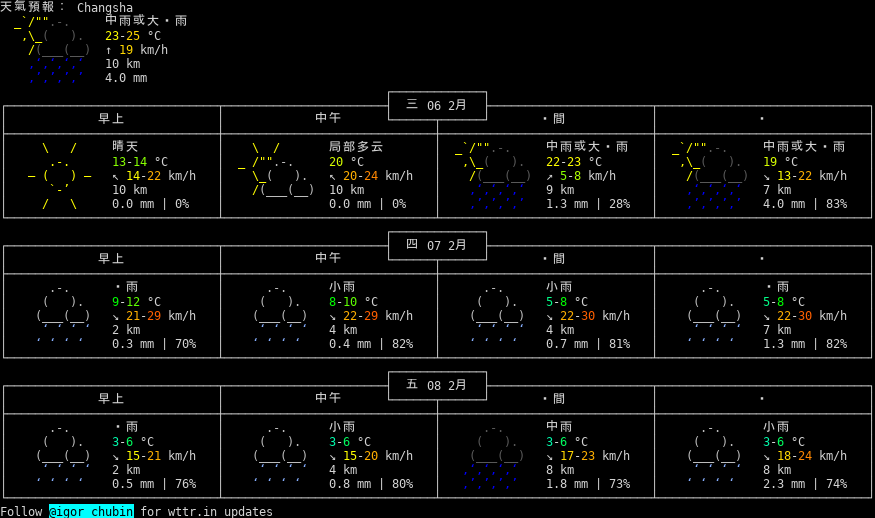 天氣預報： Changsha
中雨或大・雨
23-25 °C
↑ 19 km/h
10 km
4.0 mm
三 06 2月
早上 中午 ・間 ・
晴天 局部多云 中雨或大・雨 中雨或大・雨
13-14 °C 20 °C 22-23 °C 19 °C
↖ 14-22 km/h ↖ 20-24 km/h ↗ 5-8 km/h ↘ 13-22 km/h
10 km 10 km 9 km 7 km
0.0 mm | 0% 0.0 mm | 0% 1.3 mm | 28% 4.0 mm | 83%
四 07 2月
早上 中午 ・間 ・
・雨 小雨 小雨 ・雨
9-12 °C 8-10 °C 5-8 °C 5-8 °C
↘ 21-29 km/h ↘ 22-29 km/h ↘ 22-30 km/h ↘ 22-30 km/h
2 km 4 km 4 km 7 km
0.3 mm | 70% 0.4 mm | 82% 0.7 mm | 81% 1.3 mm | 82%
五 08 2月
早上 中午 ・間 ・
・雨 小雨 中雨 小雨
3-6 °C 3-6 °C 3-6 °C 3-6 °C
↘ 15-21 km/h ↘ 15-20 km/h ↘ 17-23 km/h ↘ 18-24 km/h
2 km 4 km 8 km 8 km
0.5 mm | 76% 0.8 mm | 80% 1.8 mm | 73% 2.3 mm | 74%
Follow @igor_chubin for wttr.in updates